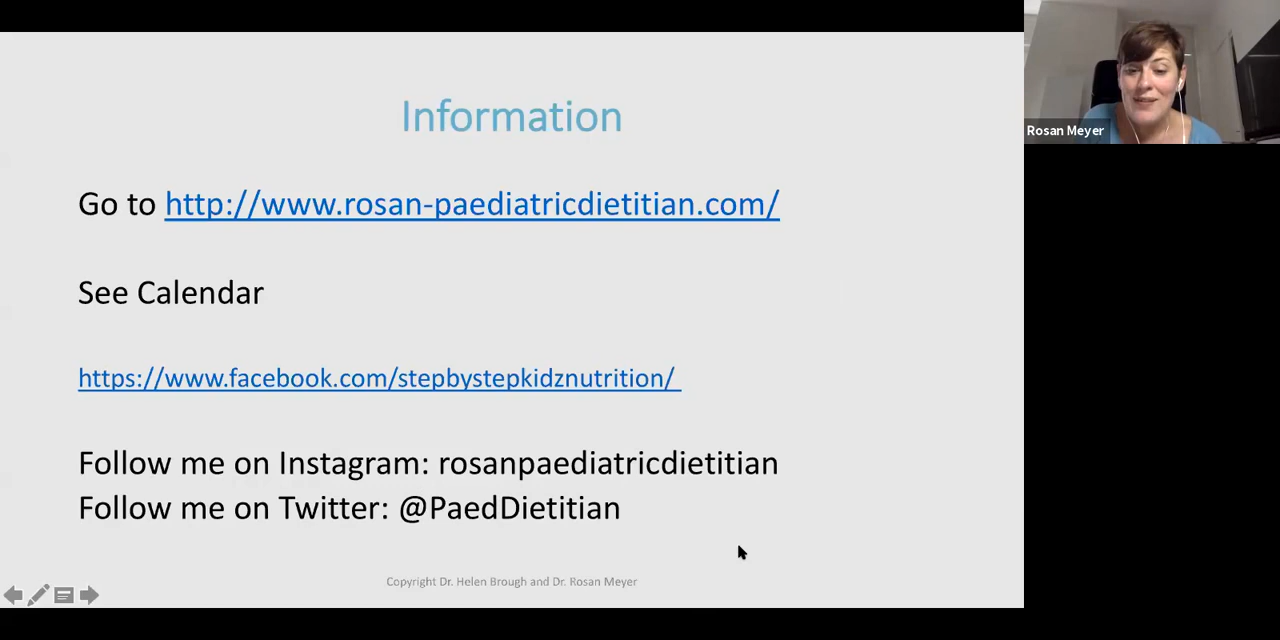 Information
Go to http://www.rosan-paediatricdietitian.com/
See Calendar
https://www.facebook.com/stepbystepkidznutrition/
Follow me on Instagram: rosanpaediatricdietitian
Follow me on Twitter: @PaedDietitian
Copyright Dr. Helen Brough and Dr. Rosan Meyer
Rosan Meyer